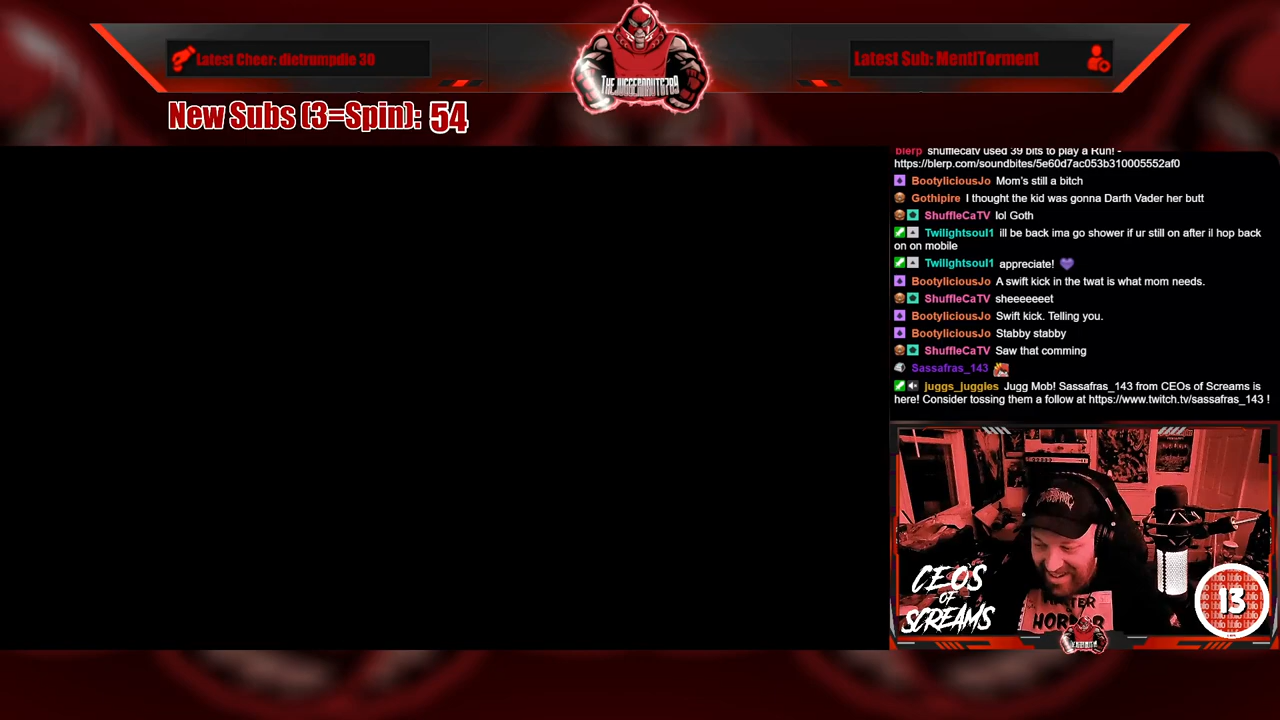 Latest Cheer: dietrumpdie 30
THEJUGGERNAUT6789
Latest Sub: MentlTorment
New Subs (3=Spin): 54
blerp shufflecatv used 39 bits to play a Run! -
https://blerp.com/soundbites/5e60d7ac053b310005552af0
BootyliciousJo Mom's still a bitch
Gothipire I thought the kid was gonna Darth Vader her butt
ShuffleCaTV lol Goth
Twilightsoul1 ill be back ima go shower if ur still on after il hop back
on on mobile
Twilightsoul1 appreciate!
BootyliciousJo A swift kick in the twat is what mom needs.
ShuffleCaTV sheeeeeeet
BootyliciousJo Swift kick. Telling you.
BootyliciousJo Stabby stabby
ShuffleCaTV Saw that comming
Sassafras_143
juggs_juggles Jugg Mob! Sassafras_143 from CEOs of Screams is
here! Consider tossing them a follow at https://www.twitch.tv/sassafras_143 !
CEOS
OF
SCREAMS
13
HORROR